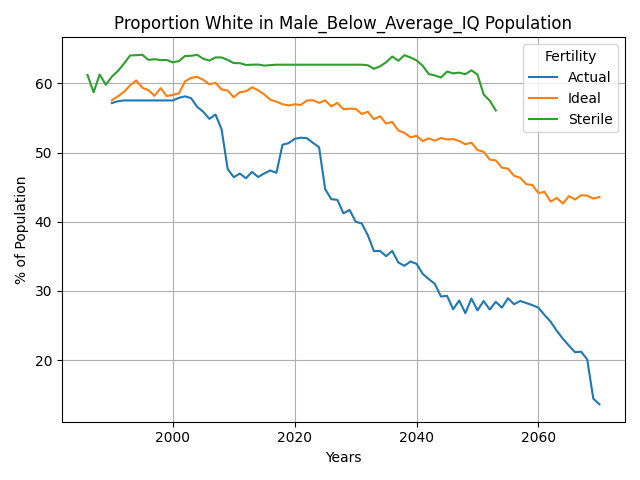 Proportion White in Male_Below_Average_IQ Population
Fertility
Actual
Ideal
Sterile
% of Population
60
50
40
30
20
2000
2020
2040
2060
Years